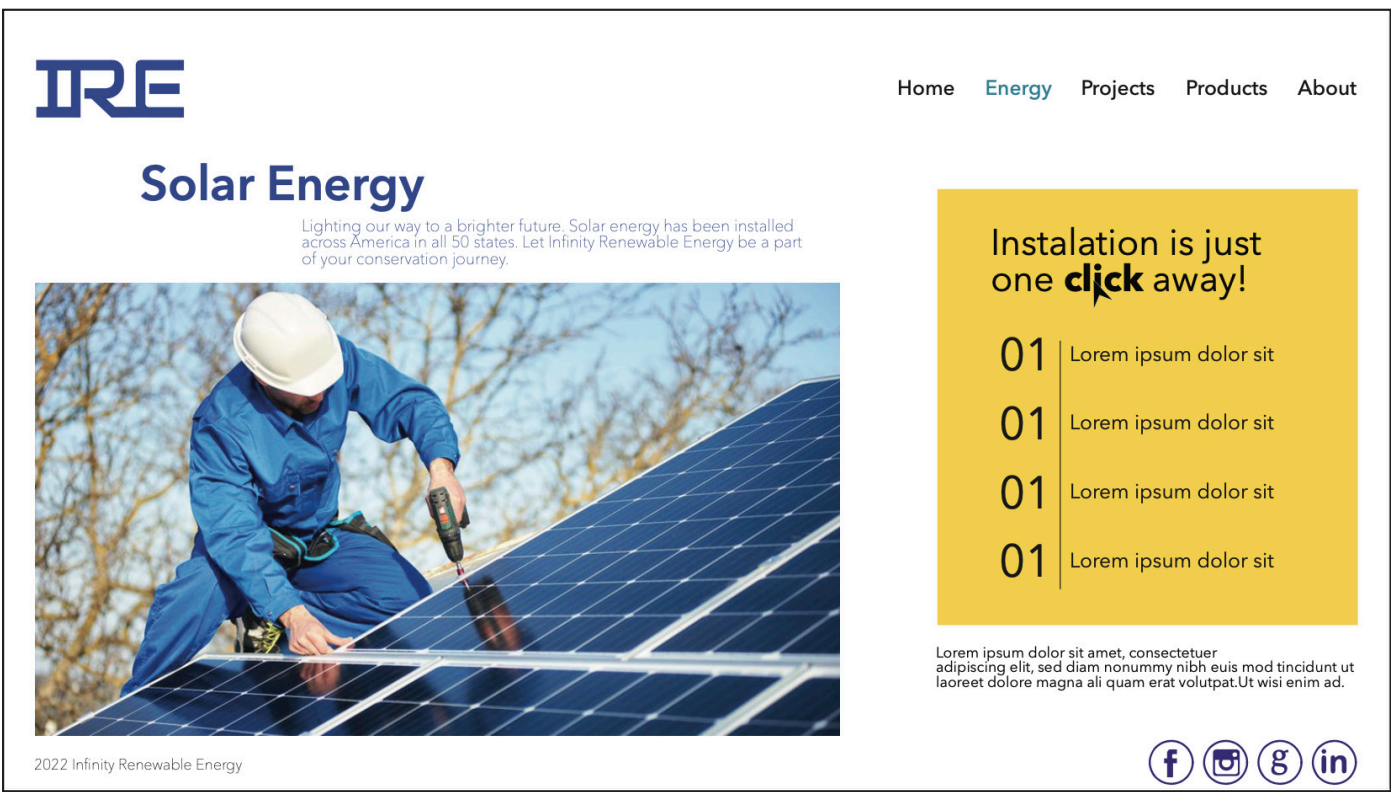 IRE
Home Energy Projects Products About
Solar Energy
Lighting our way to a brighter future. Solar energy has been installed
across America in all 50 states. Let Infinity Renewable Energy be a part
of your conservation journey.
Instalation is just
one click away!
01 Lorem ipsum dolor sit
01 Lorem ipsum dolor sit
01 Lorem ipsum dolor sit
01 Lorem ipsum dolor sit
Lorem ipsum dolor sit amet, consectetuer
adipiscing elit, sed diam nonummy nibh euis mod tincidunt ut
laoreet dolore magna ali quam erat volutpat.Ut wisi enim ad.
2022 Infinity Renewable Energy
f g in